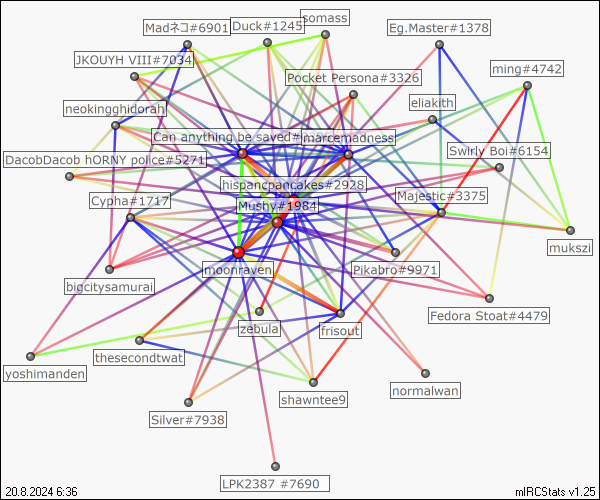 somass
Madネコ#6901
Duck#1245
Eg.Master#1378
JKOUYH VIII#7034
ming#4742
Pocket Persona#3326
neokingghidorah
eliakith
Can anything be saved#
marcemadness
Swirly Boi#6154
DacobDacob hORNY police#5271
hispancpancakes#2928
Cypha#1717
Mushy#1984
Majestic#3375
mukszi
moonraven
Pikabro#9971
bigcitysamurai
Fedora Stoat#4479
zebula
frisout
thesecondtwat
yoshimanden
normalwan
shawntee9
Silver#7938
LPK2387 #7690
20.8.2024 6:36
mIRCStats v1.25